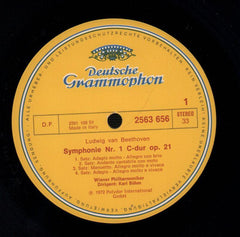 Deutsche
Grammophon
1
D.P.
Made in Italy
2563 656
STEREO
33
Ludwig van Beethoven
Symphonie Nr. 1 C-dur op. 21
1. Satz: Adagio molto - Allegro con brio
2. Satz: Andante cantabile con moto
3. Satz: Menuetto. Allegro molto e vivace
4. Satz: Adagio - Allegro molto e vivace
Wiener Philharmoniker
Dirigent: Karl Böhm
℗ 1972 Polydor International
GmbH